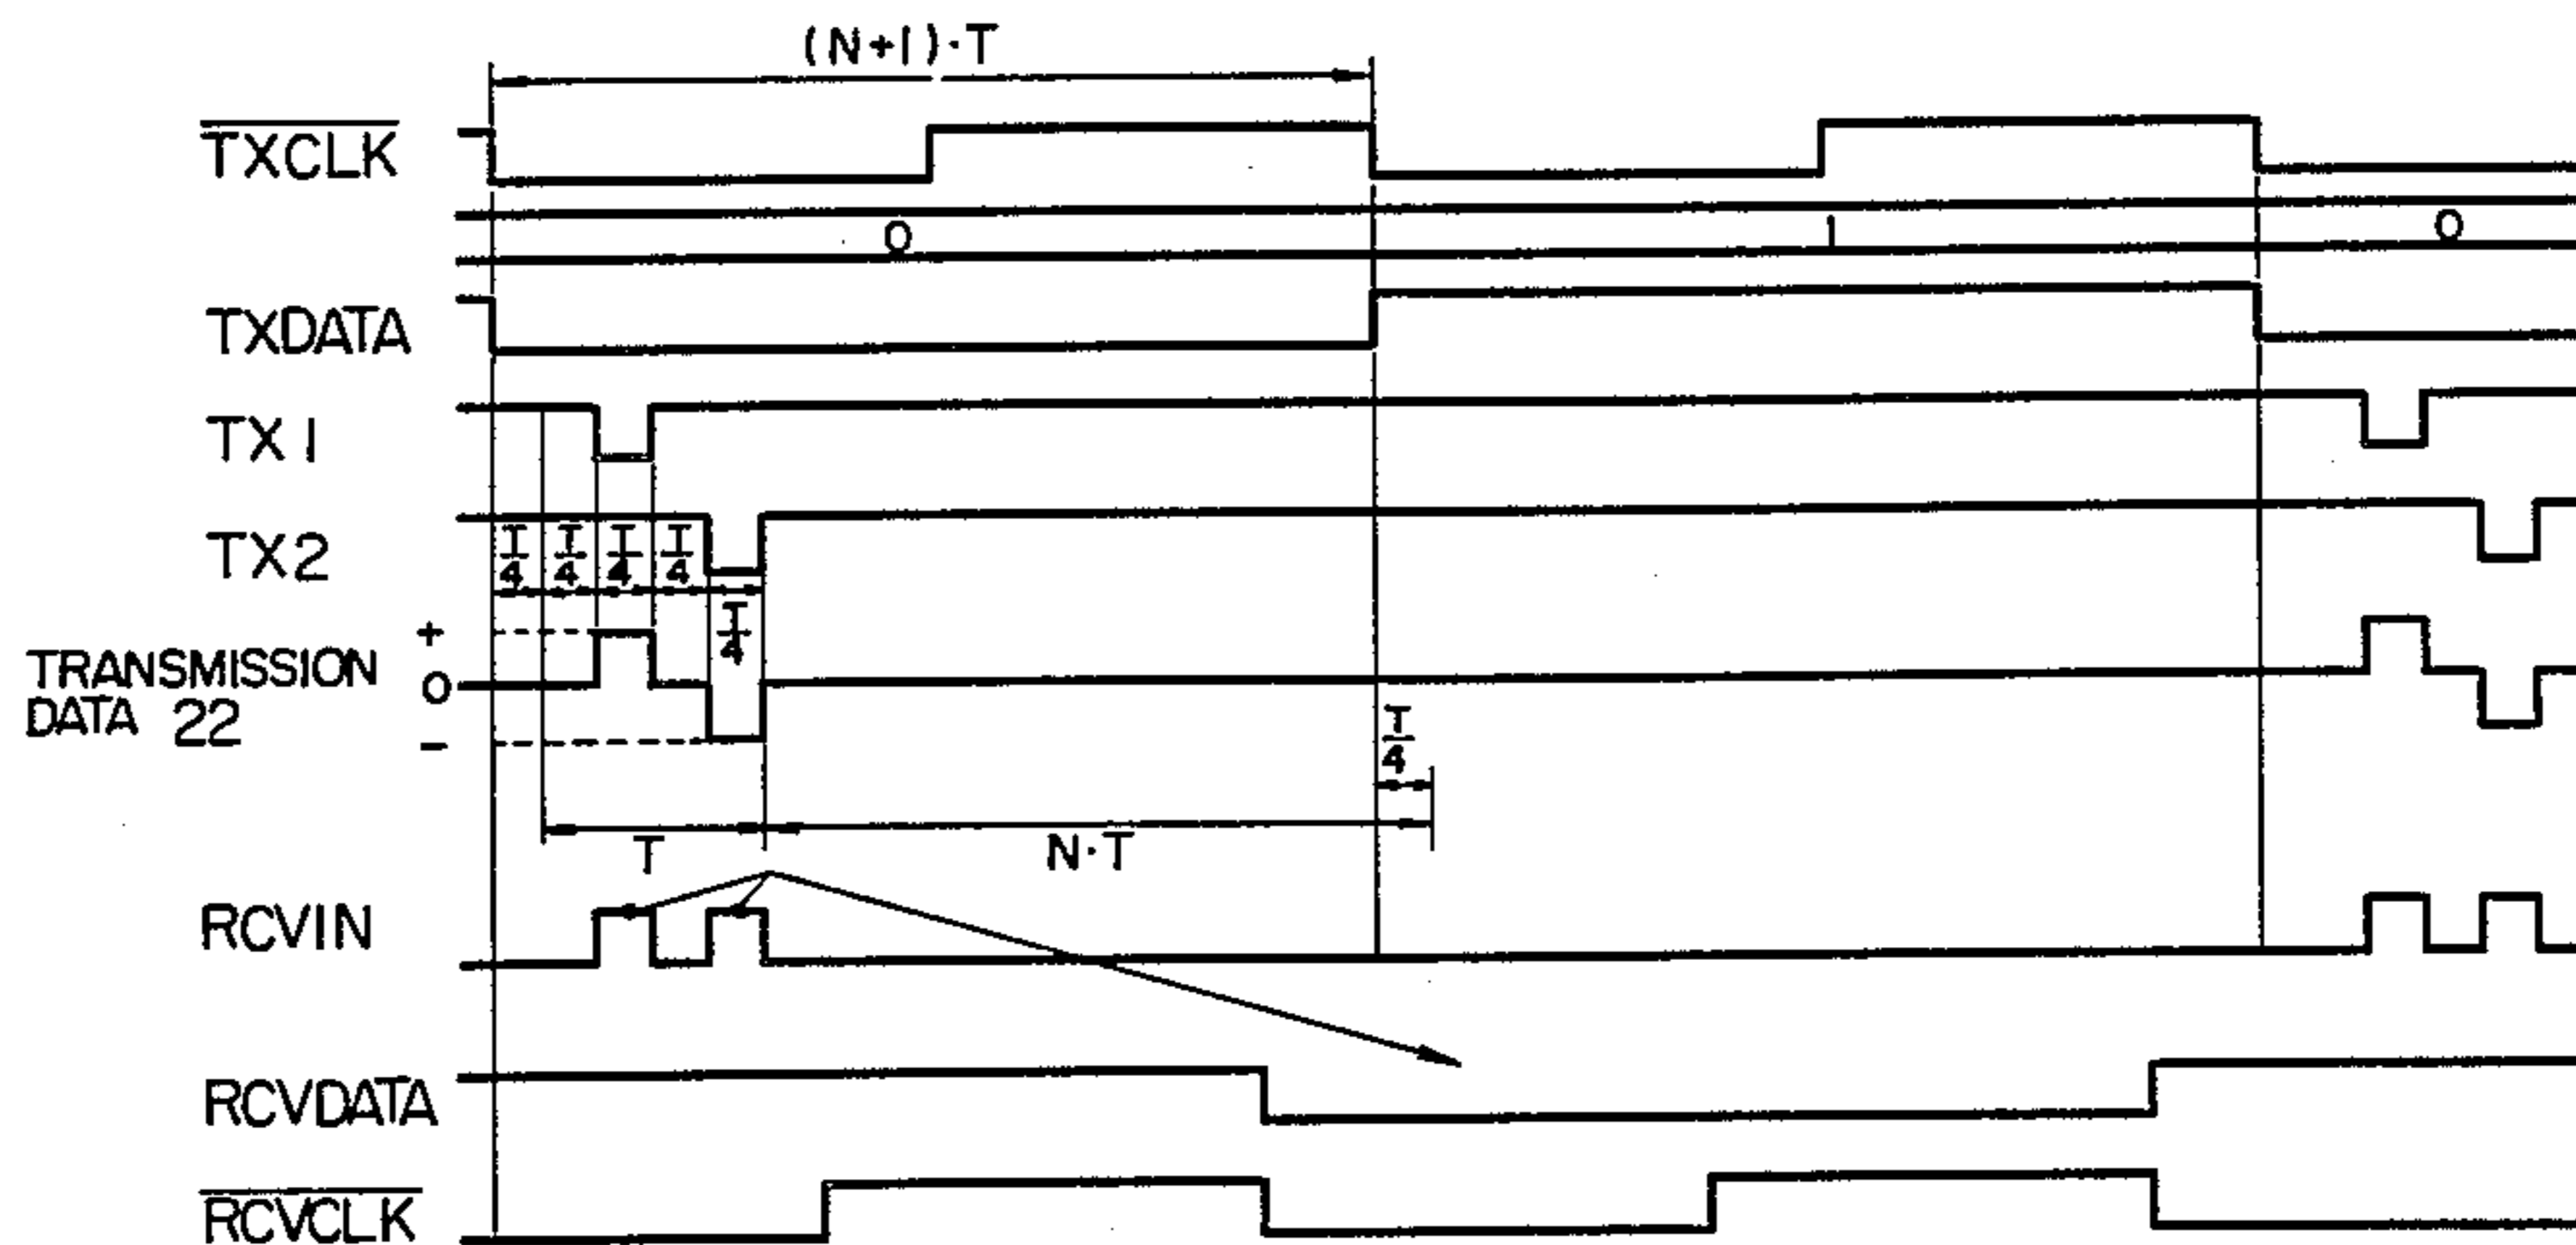 (N+1)·T
TXCLK
0 1 0
TXDATA
TX1
TX2
T/4 T/4 T/4 T/4
T/4
+
TRANSMISSION
DATA 22
0
-
T/4
T
N·T
RCVIN
RCVDATA
RCVCLK